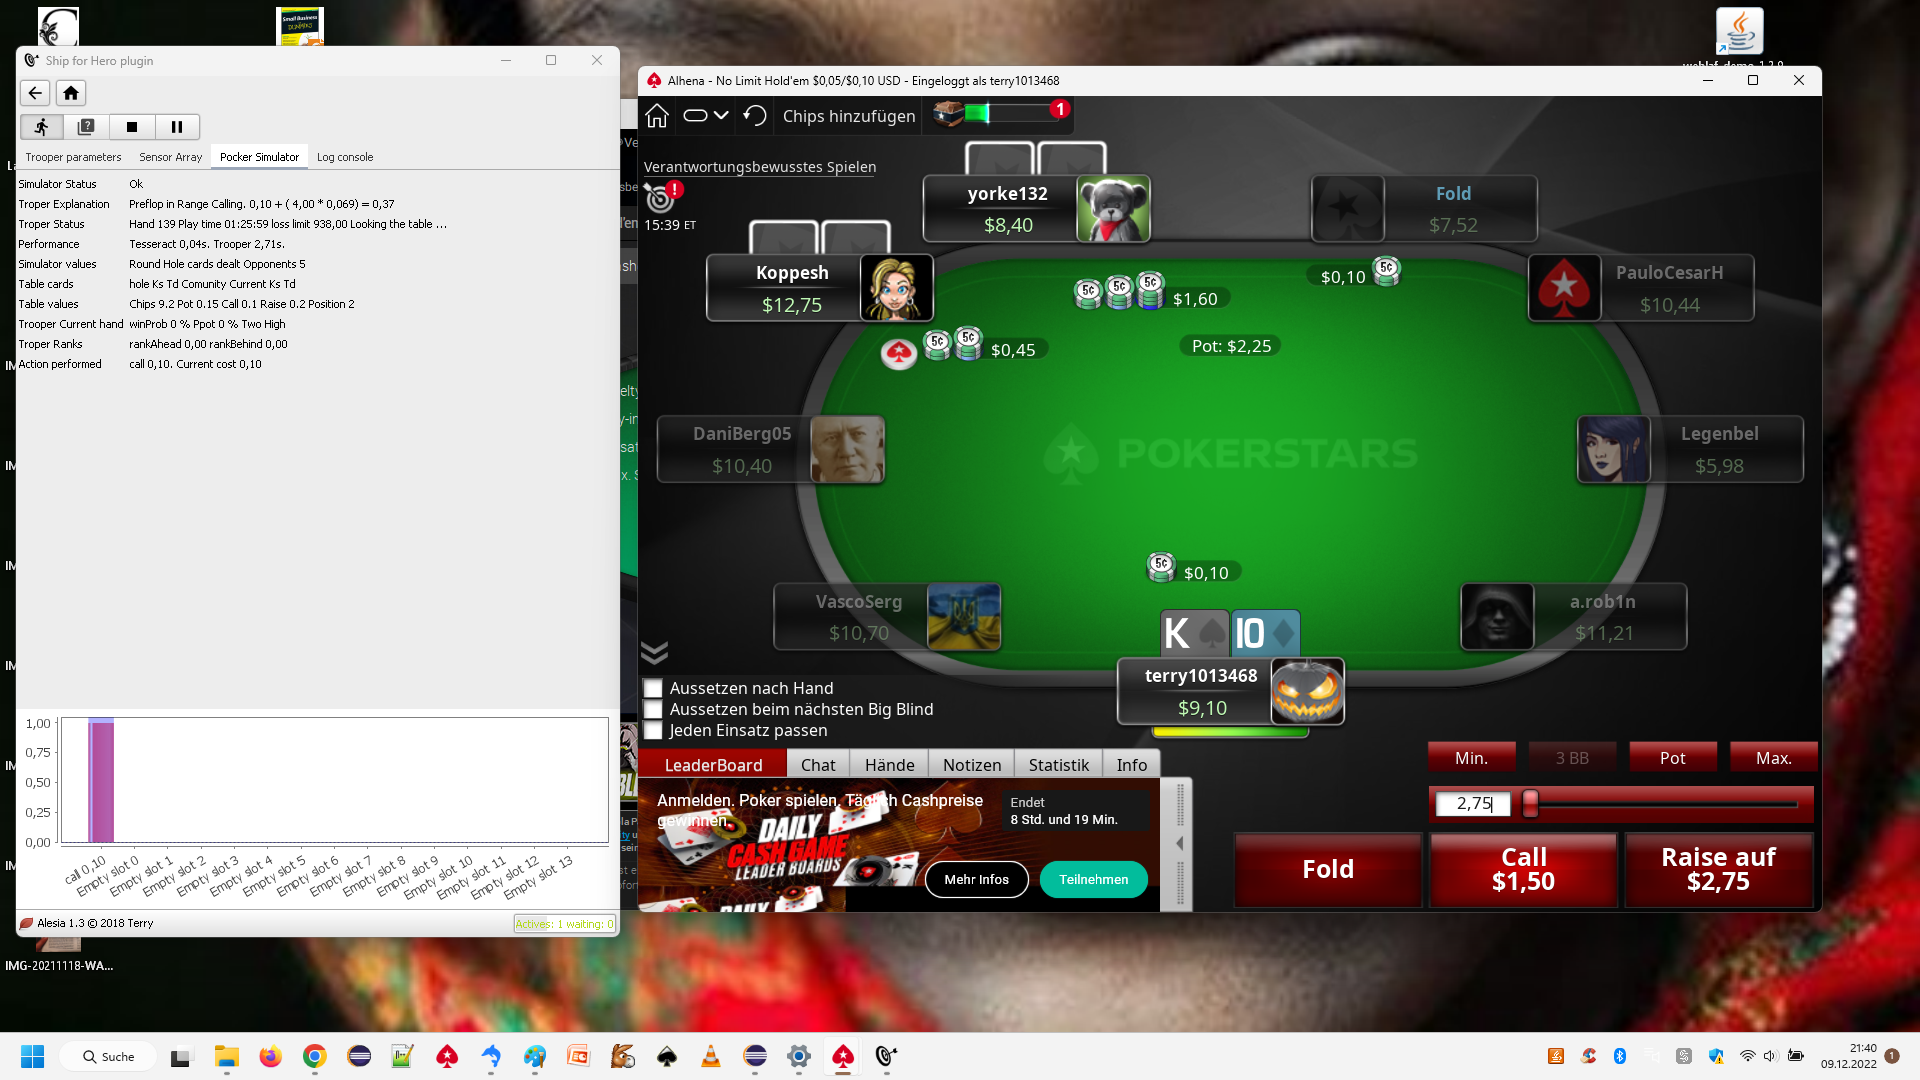 Ship for Hero plugin
Trooper parameters
Sensor Array
Pocker Simulator
Log console
Simulator Status Ok
Troper Explanation Preflop in Range Calling. 0,10 + ( 4,00 * 0,069) = 0,37
Troper Status Hand 139 Play time 01:25:59 loss limit 938,00 Looking the table ...
Performance Tesseract 0,04s. Trooper 2,71s.
Simulator values Round Hole cards dealt Opponents 5
Table cards hole Ks Td Comunity Current Ks Td
Table values Chips 9.2 Pot 0.15 Call 0.1 Raise 0.2 Position 2
Trooper Current hand winProb 0 % Ppot 0 % Two High
Troper Ranks rankAhead 0,00 rankBehind 0,00
Action performed call 0,10. Current cost 0,10
1,00
0,75
0,50
0,25
0,00
call 0,10
Empty slot 0
Empty slot 1
Empty slot 2
Empty slot 3
Empty slot 4
Empty slot 5
Empty slot 6
Empty slot 7
Empty slot 8
Empty slot 9
Empty slot 10
Empty slot 11
Empty slot 12
Empty slot 13
Alesia 1.3 © 2018 Terry
Actives: 1 waiting: 0
IMG-20211118-WA...
Small Business
DUMMIES
Alhena - No Limit Hold'em $0,05/$0,10 USD - Eingeloggt als terry1013468
Chips hinzufügen
1
Verantwortungsbewusstes Spielen
!
15:39 ET
yorke132
$8,40
Fold
$7,52
Koppesh
$12,75
PauloCesarH
$10,44
5¢
5¢
5¢
$1,60
$0,10
5¢
5¢
5¢
$0,45
Pot: $2,25
DaniBerg05
$10,40
POKERSTARS
Legenbel
$5,98
5¢
$0,10
VascoSerg
$10,70
K
10
a.rob1n
$11,21
terry1013468
$9,10
Aussetzen nach Hand
Aussetzen beim nächsten Big Blind
Jeden Einsatz passen
LeaderBoard
Chat
Hände
Notizen
Statistik
Info
Anmelden. Poker spielen. Täglich Cashpreise
gewinnen.
Endet
8 Std. und 19 Min.
DAILY
CASH GAME
LEADER BOARDS
DAILY
Mehr Infos
Teilnehmen
Min.
3 BB
Pot
Max.
2,75
Fold
Call
$1,50
Raise auf
$2,75
Suche
21:40
09.12.2022
1